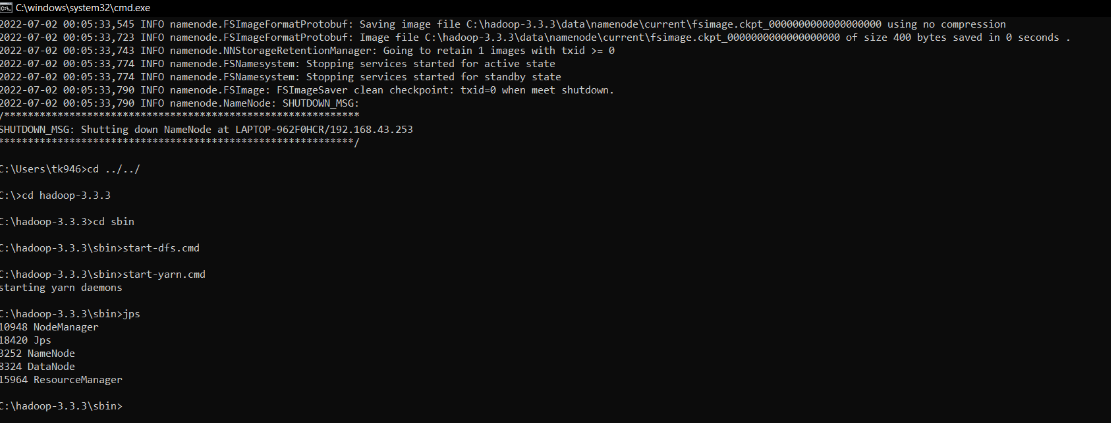 C:\windows\system32\cmd.exe
2022-07-02 00:05:33,545 INFO namenode.FSImageFormatProtobuf: Saving image file C:\hadoop-3.3.3\data\namenode\current\fsimage.ckpt_0000000000000000000 using no compression
2022-07-02 00:05:33,723 INFO namenode.FSImageFormatProtobuf: Image file C:\hadoop-3.3.3\data\namenode\current\fsimage.ckpt_0000000000000000000 of size 400 bytes saved in 0 seconds .
2022-07-02 00:05:33,743 INFO namenode.NNStorageRetentionManager: Going to retain 1 images with txid >= 0
2022-07-02 00:05:33,774 INFO namenode.FSNamesystem: Stopping services started for active state
2022-07-02 00:05:33,774 INFO namenode.FSNamesystem: Stopping services started for standby state
2022-07-02 00:05:33,790 INFO namenode.FSImage: FSImageSaver clean checkpoint: txid=0 when meet shutdown.
2022-07-02 00:05:33,790 INFO namenode.NameNode: SHUTDOWN_MSG:
/************************************************************
SHUTDOWN_MSG: Shutting down NameNode at LAPTOP-962F0HCR/192.168.43.253
************************************************************/
C:\Users\tk946>cd ../../
C:\>cd hadoop-3.3.3
C:\hadoop-3.3.3>cd sbin
C:\hadoop-3.3.3\sbin>start-dfs.cmd
C:\hadoop-3.3.3\sbin>start-yarn.cmd
starting yarn daemons
C:\hadoop-3.3.3\sbin>jps
10948 NodeManager
18420 Jps
3252 NameNode
8324 DataNode
15964 ResourceManager
C:\hadoop-3.3.3\sbin>